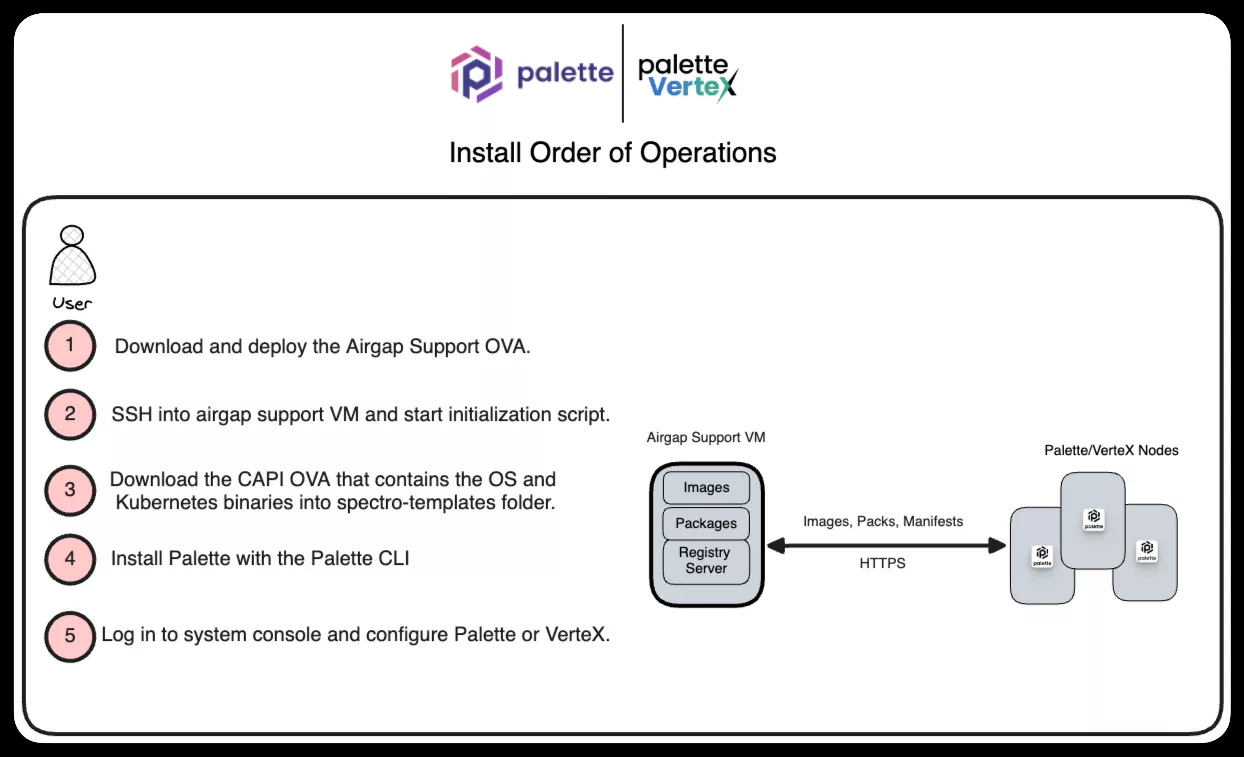 palette
palette
VerteX
Install Order of Operations
User
1
Download and deploy the Airgap Support OVA.
2
SSH into airgap support VM and start initialization script.
3
Download the CAPI OVA that contains the OS and
Kubernetes binaries into spectro-templates folder.
4
Install Palette with the Palette CLI
5
Log in to system console and configure Palette or VerteX.
Airgap Support VM
Images
Packages
Registry
Server
Images, Packs, Manifests
HTTPS
Palette/VerteX Nodes
palette
palette
palette